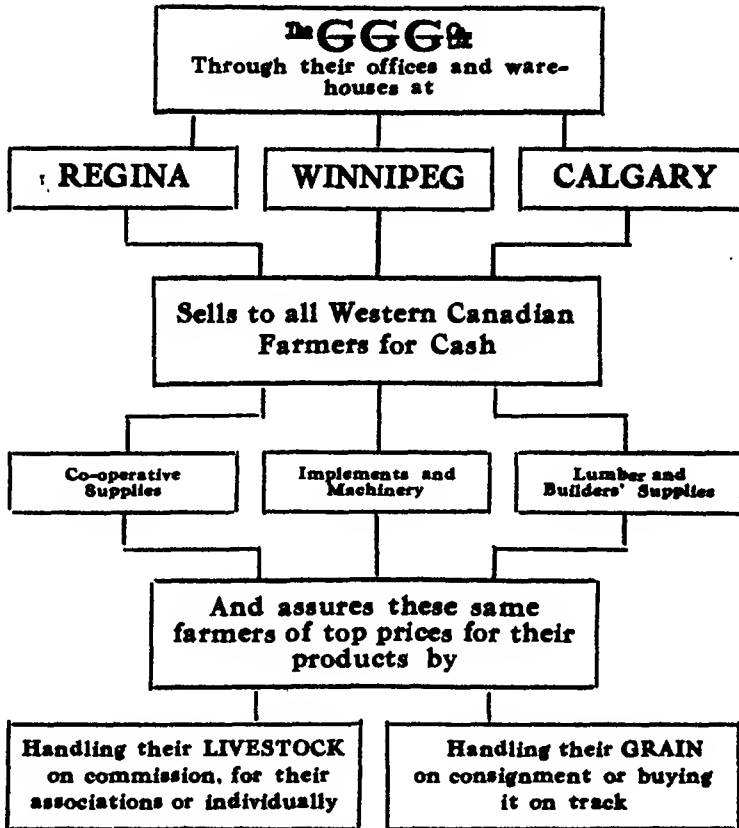 The GGG Co. Ltd.
Through their offices and ware-
houses at
REGINA
WINNIPEG
CALGARY
Sells to all Western Canadian
Farmers for Cash
Co-operative
Supplies
Implements and
Machinery
Lumber and
Builders' Supplies
And assures these same
farmers of top prices for their
products by
Handling their LIVESTOCK
on commission, for their
associations or individually
Handling their GRAIN
on consignment or buying
it on track